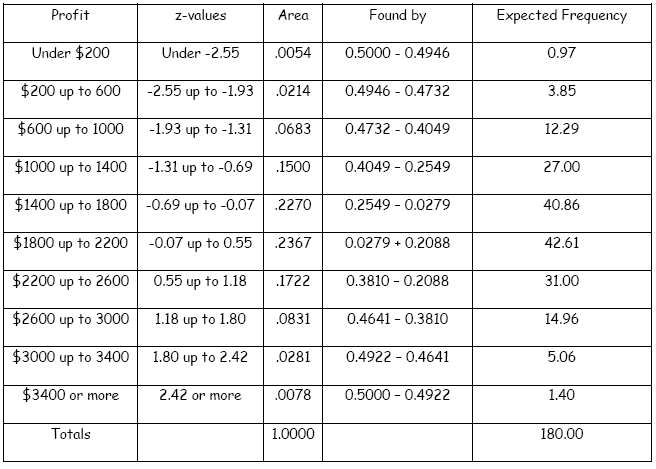 Profit z-values Area Found by Expected Frequency
Under $200 Under -2.55 .0054 0.5000 - 0.4946 0.97
$200 up to 600 -2.55 up to -1.93 .0214 0.4946 - 0.4732 3.85
$600 up to 1000 -1.93 up to -1.31 .0683 0.4732 - 0.4049 12.29
$1000 up to 1400 -1.31 up to -0.69 .1500 0.4049 – 0.2549 27.00
$1400 up to 1800 -0.69 up to -0.07 .2270 0.2549 – 0.0279 40.86
$1800 up to 2200 -0.07 up to 0.55 .2367 0.0279 + 0.2088 42.61
$2200 up to 2600 0.55 up to 1.18 .1722 0.3810 – 0.2088 31.00
$2600 up to 3000 1.18 up to 1.80 .0831 0.4641 – 0.3810 14.96
$3000 up to 3400 1.80 up to 2.42 .0281 0.4922 – 0.4641 5.06
$3400 or more 2.42 or more .0078 0.5000 – 0.4922 1.40
Totals 1.0000 180.00